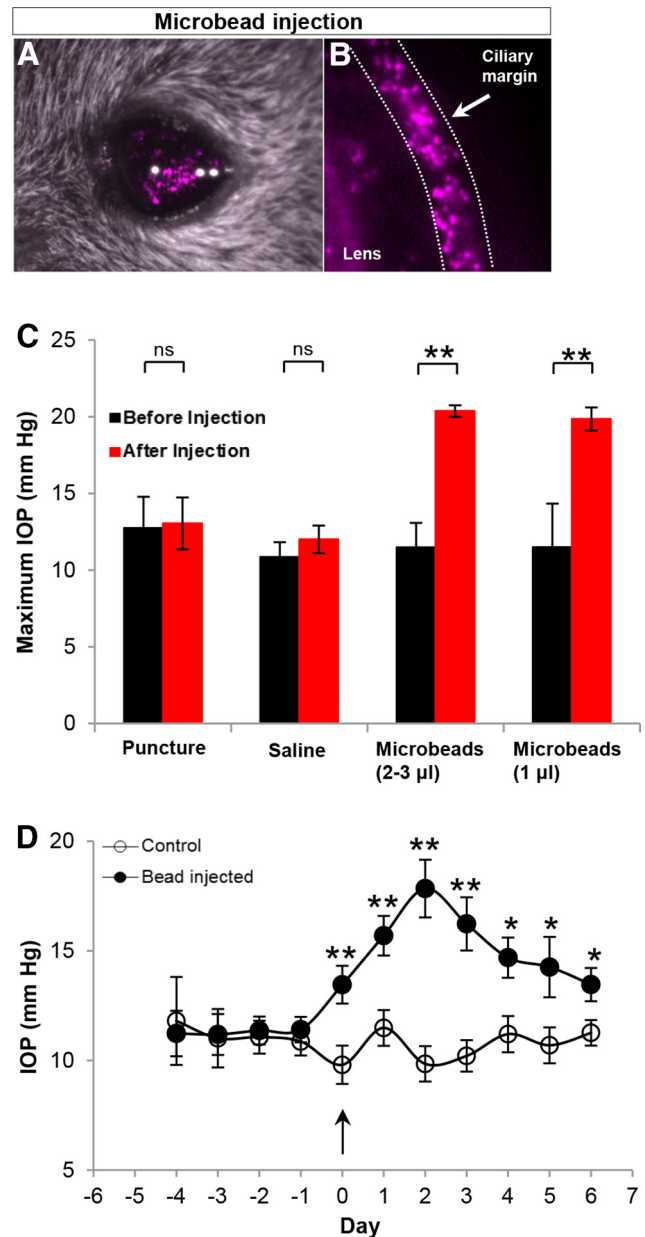 Microbead injection
A
B
Ciliary
margin
Lens
C
25
20
15
10
5
0
Maximum IOP (mm Hg)
ns
ns
**
**
Before Injection
After Injection
Puncture
Saline
Microbeads
(2-3 µl)
Microbeads
(1 µl)
D
20
15
10
5
IOP (mm Hg)
Control
Bead injected
**
**
**
**
*
*
*
-6 -5 -4 -3 -2 -1 0 1 2 3 4 5 6 7
Day